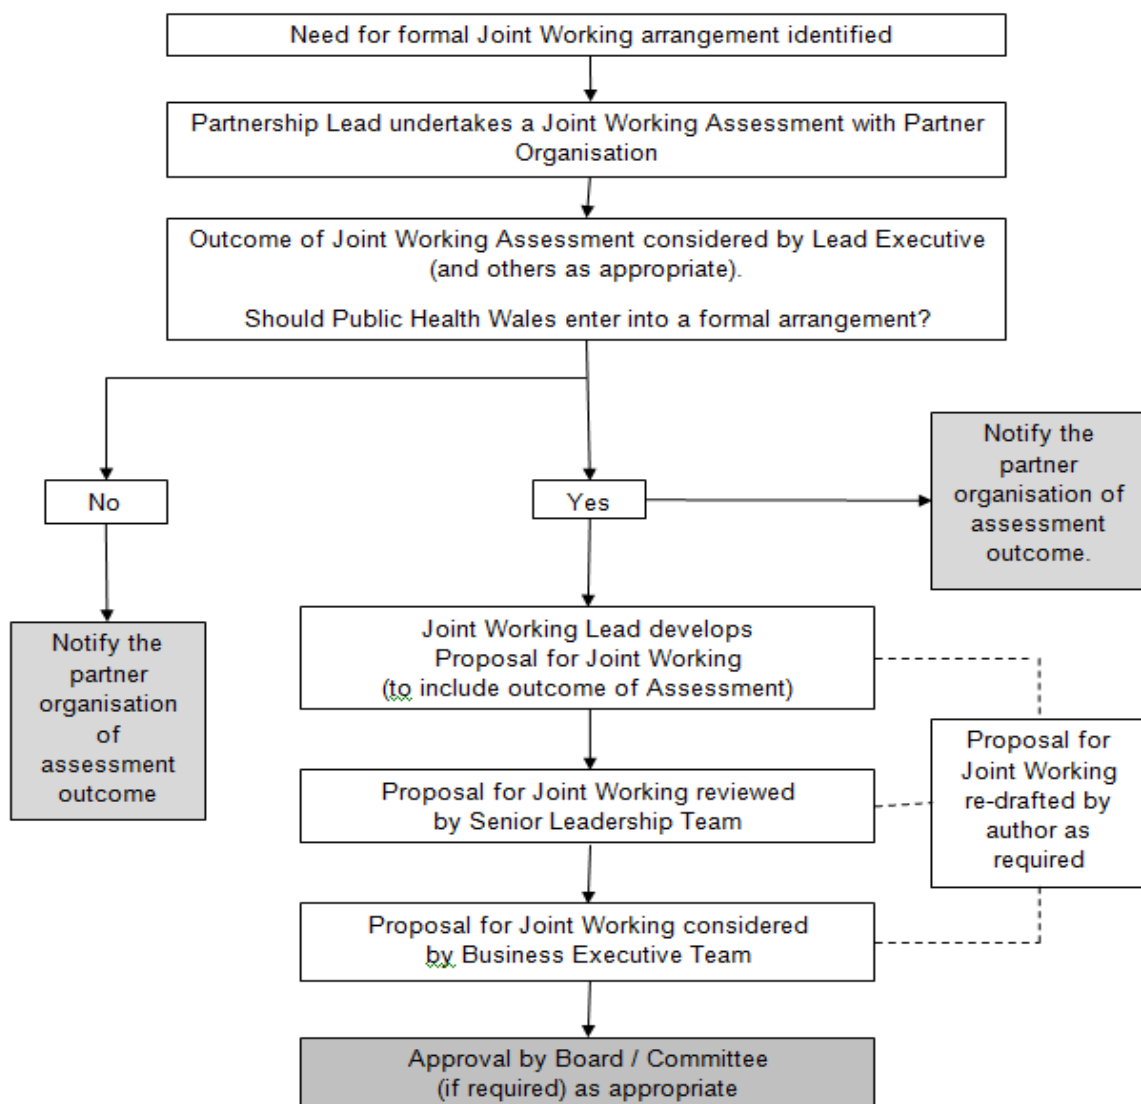 Need for formal Joint Working arrangement identified
Partnership Lead undertakes a Joint Working Assessment with Partner
Organisation
Outcome of Joint Working Assessment considered by Lead Executive
(and others as appropriate).
Should Public Health Wales enter into a formal arrangement?
No
Yes
Notify the
partner
organisation of
assessment
outcome.
Notify the
partner
organisation
of
assessment
outcome
Joint Working Lead develops
Proposal for Joint Working
(to include outcome of Assessment)
Proposal for Joint Working reviewed
by Senior Leadership Team
Proposal for
Joint Working
re-drafted by
author as
required
Proposal for Joint Working considered
by Business Executive Team
Approval by Board / Committee
(if required) as appropriate